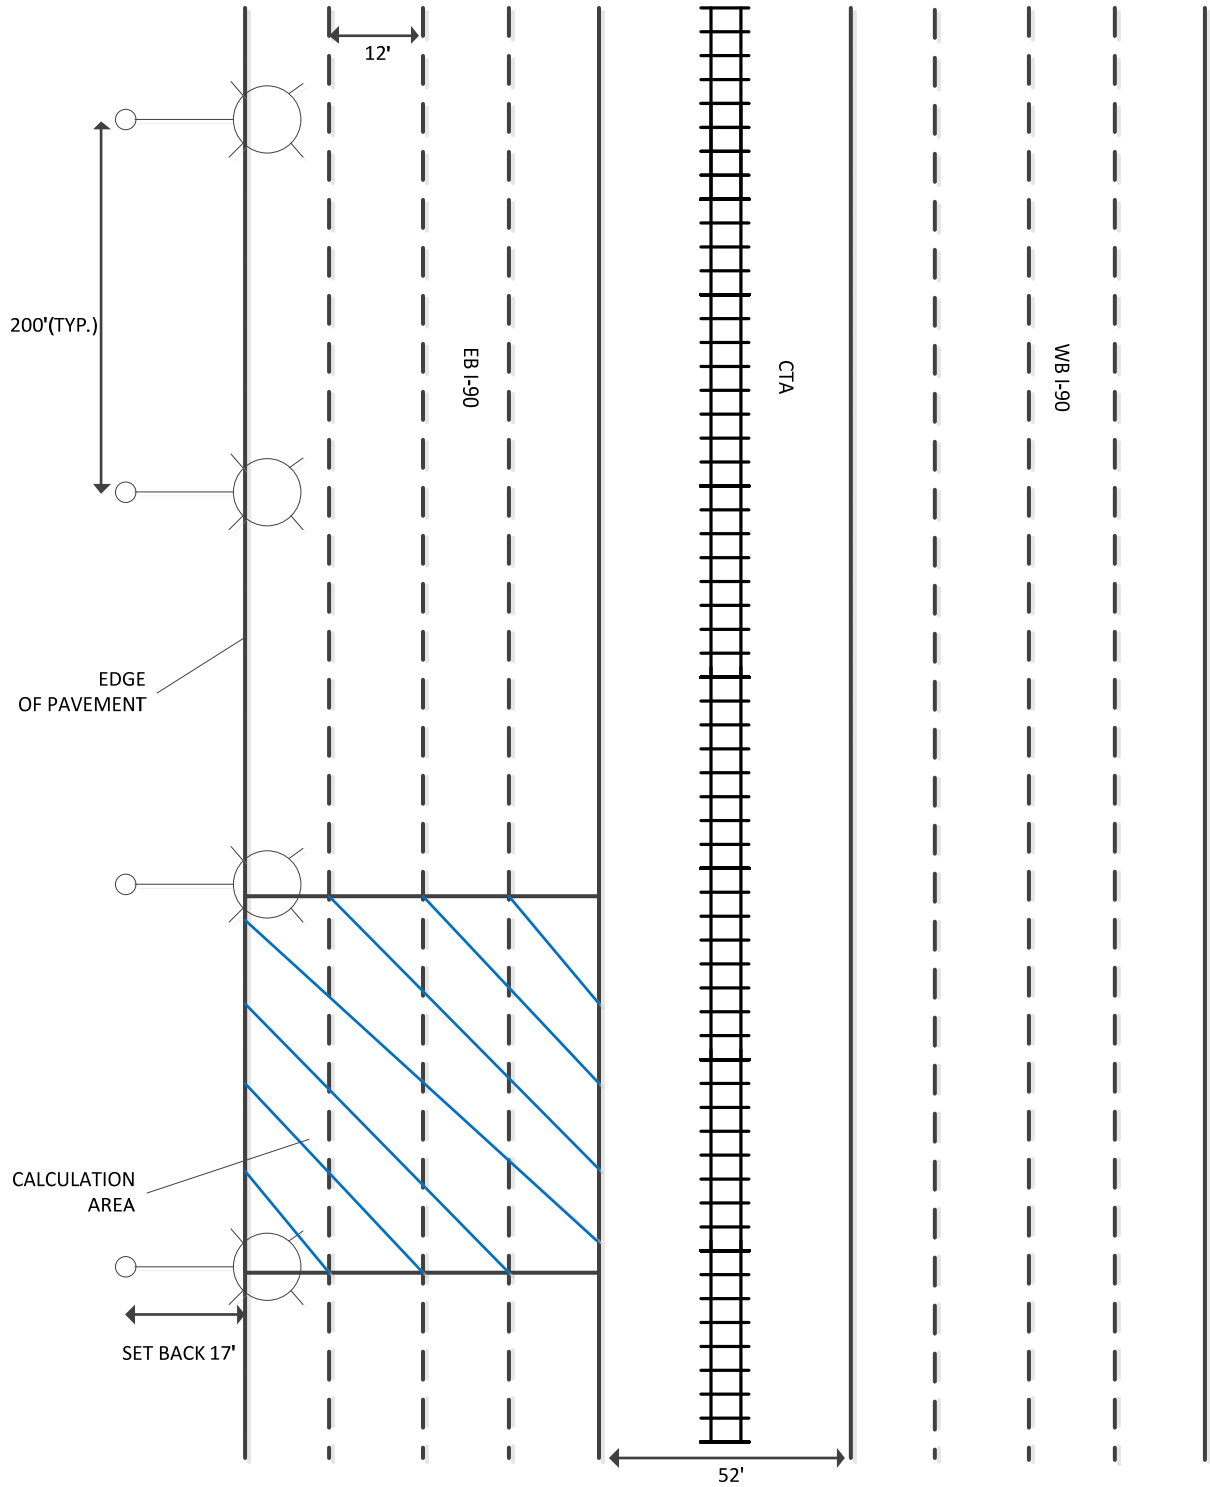 12'
200'(TYP.)
EB I-90
CTA
WB I-90
EDGE
OF PAVEMENT
CALCULATION
AREA
SET BACK 17'
52'